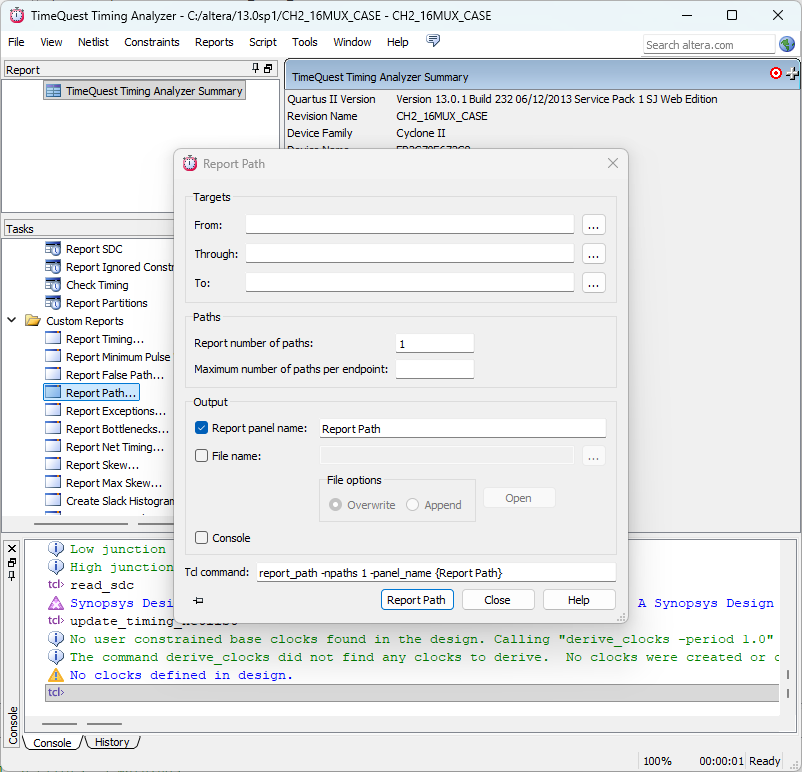 TimeQuest Timing Analyzer - C:/altera/13.0sp1/CH2_16MUX_CASE - CH2_16MUX_CASE
File View Netlist Constraints Reports Script Tools Window Help
Search altera.com
Report
TimeQuest Timing Analyzer Summary
TimeQuest Timing Analyzer Summary
Quartus II Version Version 13.0.1 Build 232 06/12/2013 Service Pack 1 SJ Web Edition
Revision Name CH2_16MUX_CASE
Device Family Cyclone II
Tasks
Report SDC
Report Ignored Constr
Check Timing
Report Partitions
Custom Reports
Report Timing...
Report Minimum Pulse
Report False Path...
Report Path...
Report Exceptions...
Report Bottlenecks...
Report Net Timing...
Report Skew...
Report Max Skew...
Create Slack Histogram
Report Path
Targets
From:
...
Through:
...
To:
...
Paths
Report number of paths: 1
Maximum number of paths per endpoint:
Output
Report panel name: Report Path
File name:
...
File options
Overwrite Append
Open
Console
Tcl command: report_path -npaths 1 -panel_name {Report Path}
Report Path Close Help
Low junction
High junction
tcl> read_sdc
Synopsys Desi A Synopsys Design
tcl> update_timing_netlist
No user constrained base clocks found in the design. Calling "derive_clocks -period 1.0"
The command derive_clocks did not find any clocks to derive. No clocks were created or c
No clocks defined in design.
tcl>
Console
Console History
100% 00:00:01 Ready